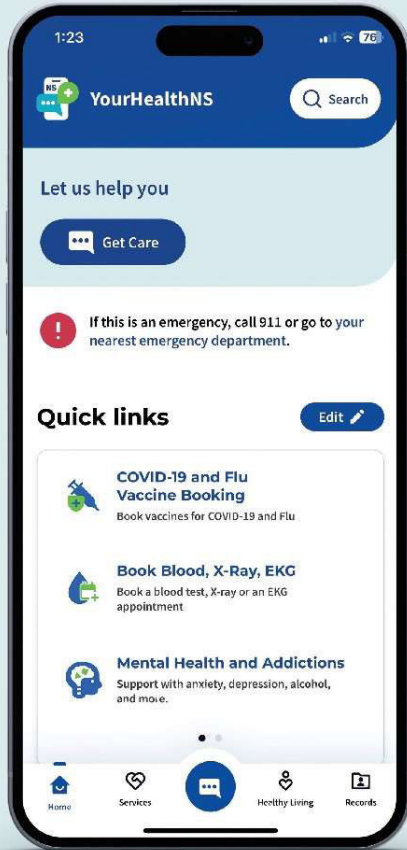 1:23
76
NS
YourHealthNS
Search
Let us help you
Get Care
!
If this is an emergency, call 911 or go to your
nearest emergency department.
Quick links
Edit
COVID-19 and Flu
Vaccine Booking
Book vaccines for COVID-19 and Flu
Book Blood, X-Ray, EKG
Book a blood test, X-ray or an EKG
appointment
Mental Health and Addictions
Support with anxiety, depression, alcohol,
and more.
Home
Services
Healthy Living
Records